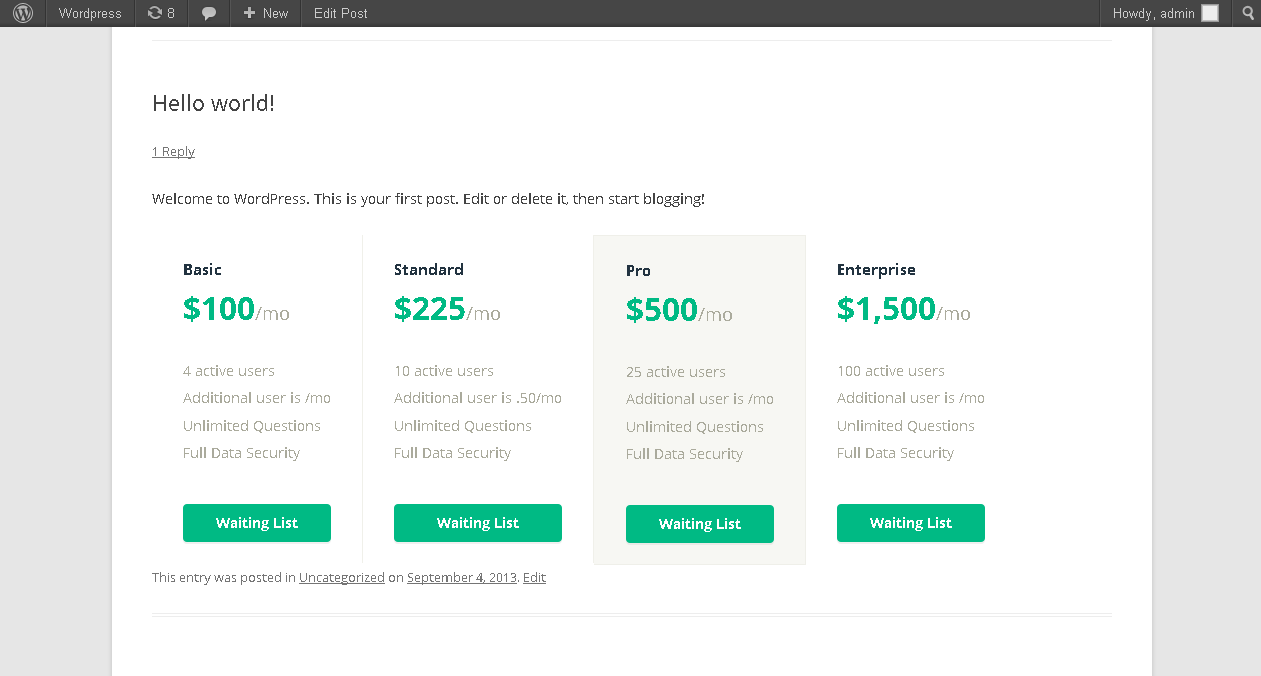 Wordpress 8 New Edit Post Howdy, admin
Hello world!
1 Reply
Welcome to WordPress. This is your first post. Edit or delete it, then start blogging!
Basic
$100/mo
4 active users
Additional user is /mo
Unlimited Questions
Full Data Security
Waiting List
Standard
$225/mo
10 active users
Additional user is .50/mo
Unlimited Questions
Full Data Security
Waiting List
Pro
$500/mo
25 active users
Additional user is /mo
Unlimited Questions
Full Data Security
Waiting List
Enterprise
$1,500/mo
100 active users
Additional user is /mo
Unlimited Questions
Full Data Security
Waiting List
This entry was posted in Uncategorized on September 4, 2013. Edit